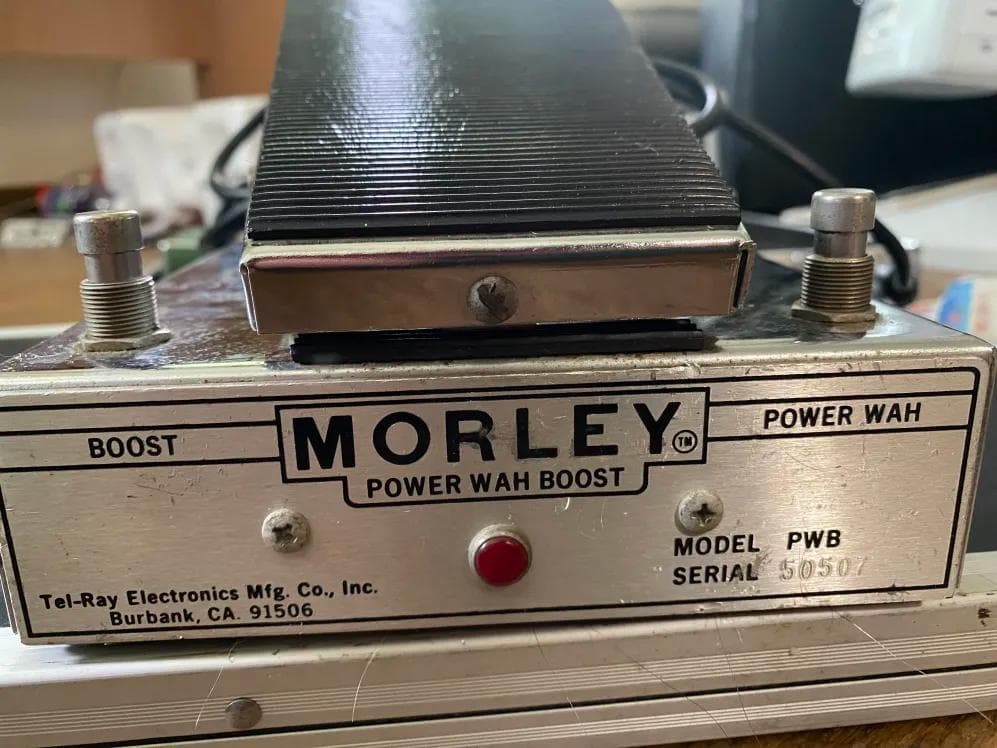 BOOST
MORLEY TM
POWER WAH
POWER WAH BOOST
MODEL PWB
SERIAL 50507
Tel-Ray Electronics Mfg. Co., Inc.
Burbank, CA. 91506